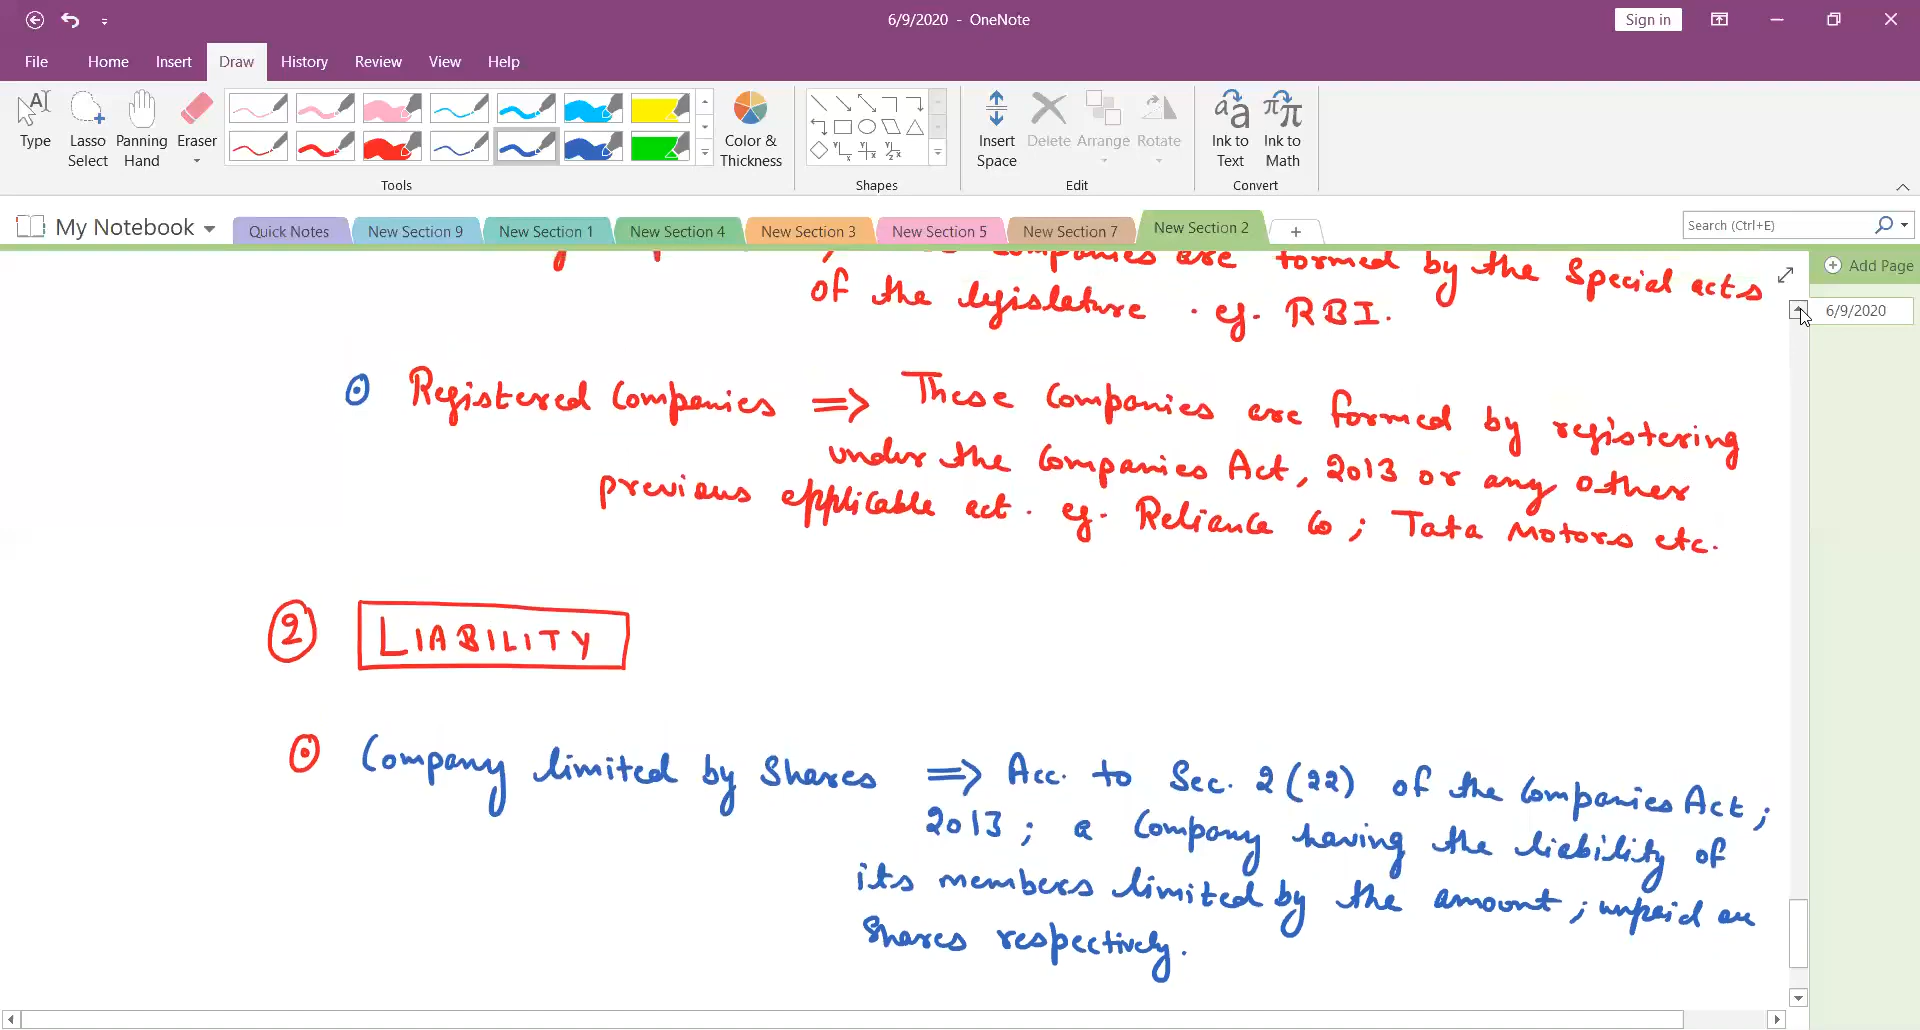 6/9/2020 - OneNote
Sign in
File Home Insert Draw History Review View Help
Type
Lasso Select
Panning Hand
Eraser
Color & Thickness
Insert Space
Delete
Arrange
Rotate
Ink to Text
Ink to Math
Tools
Shapes
Edit
Convert
My Notebook
Quick Notes
New Section 9
New Section 1
New Section 4
New Section 3
New Section 5
New Section 7
New Section 2
Search (Ctrl+E)
Add Page
6/9/2020
companies are formed by the special acts
of the legislature . eg. RBI.
Registered Companies => These Companies are formed by registering
under the Companies Act, 2013 or any other
previous applicable act. eg. Reliance Co; Tata Motors etc.
2 LIABILITY
Company limited by Shares => Acc. to Sec. 2 (22) of the Companies Act;
2013; a Company having the liability of
its members limited by the amount; unpaid on
Shares respectively.